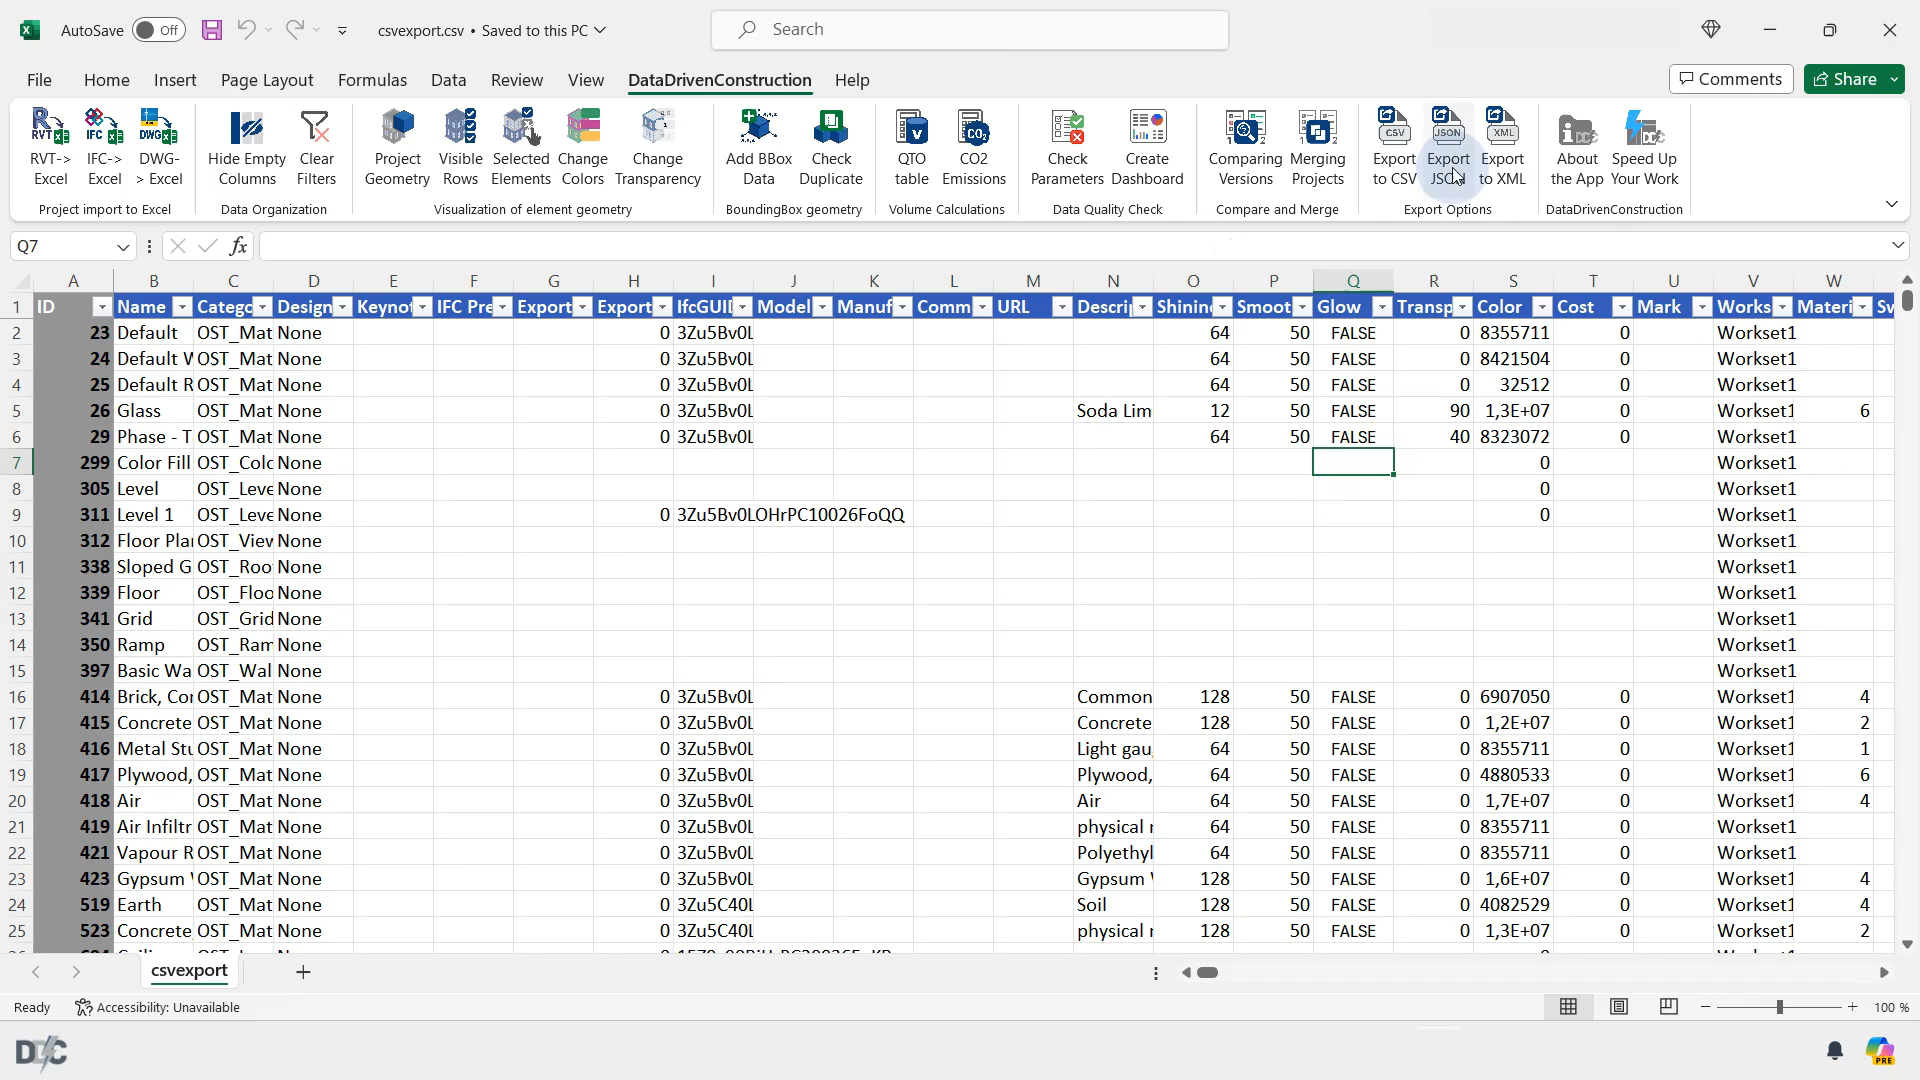 AutoSave Off csvexport.csv • Saved to this PC Search
File Home Insert Page Layout Formulas Data Review View DataDrivenConstruction Help Comments Share
RVT-> Excel IFC-> Excel DWG-> Excel Hide Empty Columns Clear Filters Project Geometry Visible Rows Selected Elements Change Colors Change Transparency Add BBox Data Check Duplicate QTO table CO2 Emissions Check Parameters Create Dashboard Comparing Versions Merging Projects Export to CSV Export JSON Export to XML About the App Speed Up Your Work
Project import to Excel Data Organization Visualization of element geometry BoundingBox geometry Volume Calculations Data Quality Check Compare and Merge Export Options DataDrivenConstruction
Q7 fx
A B C D E F G H I J K L M N O P Q R S T U V W
1 ID Name Catego Design Keynot IFC Pre Export Export IfcGUID Model Manuf Comm URL Descri Shinin Smoot Glow Transp Color Cost Mark Works Materi Sv
2 23 Default OST_Mat None 0 3Zu5Bv0L 64 50 FALSE 0 8355711 0 Workset1
3 24 Default W OST_Mat None 0 3Zu5Bv0L 64 50 FALSE 0 8421504 0 Workset1
4 25 Default R OST_Mat None 0 3Zu5Bv0L 64 50 FALSE 0 32512 0 Workset1
5 26 Glass OST_Mat None 0 3Zu5Bv0L Soda Lim 12 50 FALSE 90 1,3E+07 0 Workset1 6
6 29 Phase - T OST_Mat None 0 3Zu5Bv0L 64 50 FALSE 40 8323072 0 Workset1
7 299 Color Fill OST_Colo None 0 Workset1
8 305 Level OST_Leve None 0 Workset1
9 311 Level 1 OST_Leve None 0 3Zu5Bv0LOHrPC10026FoQQ 0 Workset1
10 312 Floor Pla OST_View None Workset1
11 338 Sloped G OST_Roo None Workset1
12 339 Floor OST_Floo None Workset1
13 341 Grid OST_Grid None Workset1
14 350 Ramp OST_Ram None Workset1
15 397 Basic Wa OST_Wal None Workset1
16 414 Brick, Co OST_Mat None 0 3Zu5Bv0L Common 128 50 FALSE 0 6907050 0 Workset1 4
17 415 Concrete OST_Mat None 0 3Zu5Bv0L Concrete 128 50 FALSE 0 1,2E+07 0 Workset1 2
18 416 Metal Stu OST_Mat None 0 3Zu5Bv0L Light gau 64 50 FALSE 0 8355711 0 Workset1 1
19 417 Plywood, OST_Mat None 0 3Zu5Bv0L Plywood, 64 50 FALSE 0 4880533 0 Workset1 6
20 418 Air OST_Mat None 0 3Zu5Bv0L Air 64 50 FALSE 0 1,7E+07 0 Workset1 4
21 419 Air Infiltr OST_Mat None 0 3Zu5Bv0L physical 64 50 FALSE 0 8355711 0 Workset1
22 421 Vapour R OST_Mat None 0 3Zu5Bv0L Polyethyl 64 50 FALSE 0 8355711 0 Workset1
23 423 Gypsum OST_Mat None 0 3Zu5Bv0L Gypsum 128 50 FALSE 0 1,6E+07 0 Workset1 4
24 519 Earth OST_Mat None 0 3Zu5C40L Soil 128 50 FALSE 0 4082529 0 Workset1 4
25 523 Concrete, OST_Mat None 0 3Zu5C40L physical 128 50 FALSE 0 1,3E+07 0 Workset1 2
csvexport
Ready Accessibility: Unavailable 100 %
DDC PRE